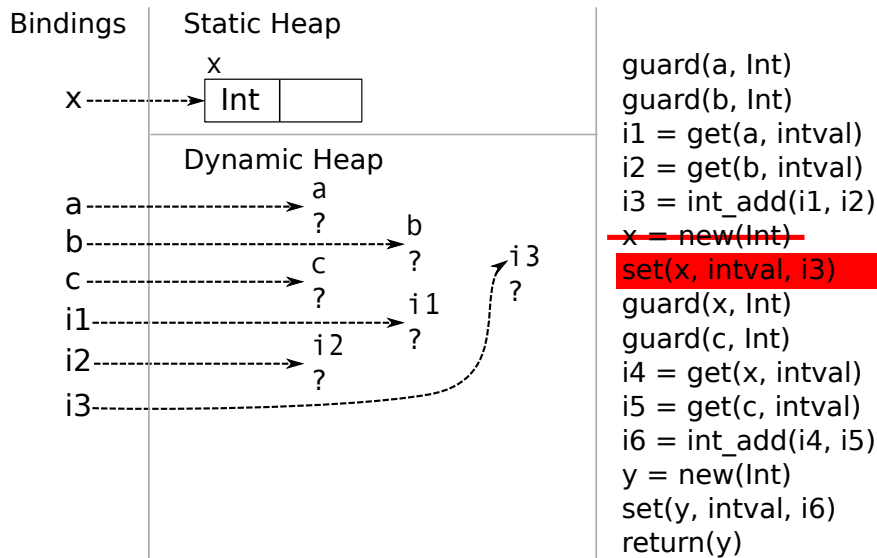 Bindings
Static Heap
x
x
Int
Dynamic Heap
a
a
?
b
b
?
c
c
?
i1
i1
?
i2
i2
?
i3
i3
?
guard(a, Int)
guard(b, Int)
i1 = get(a, intval)
i2 = get(b, intval)
i3 = int_add(i1, i2)
x = new(Int)
set(x, intval, i3)
guard(x, Int)
guard(c, Int)
i4 = get(x, intval)
i5 = get(c, intval)
i6 = int_add(i4, i5)
y = new(Int)
set(y, intval, i6)
return(y)